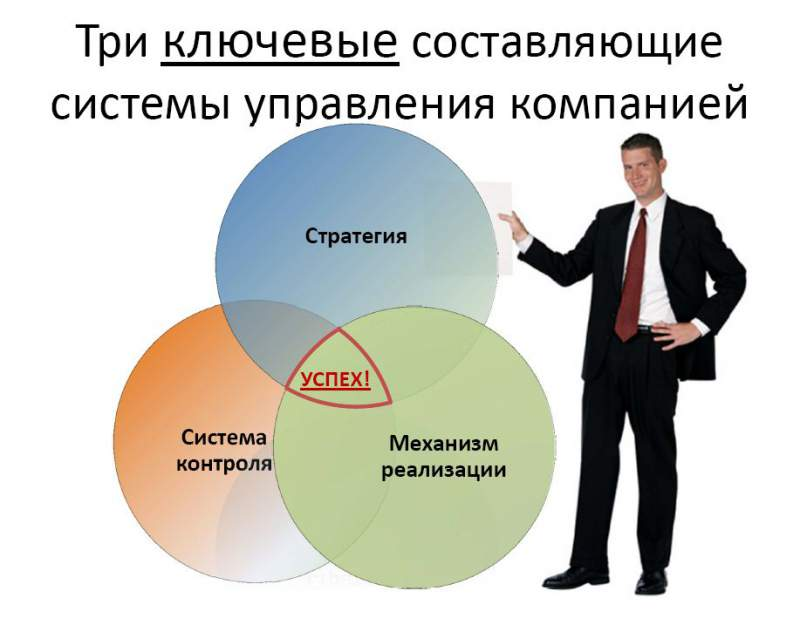 Три ключевые составляющие
системы управления компанией
Стратегия
УСПЕХ!
Система
контроля
Механизм
реализации